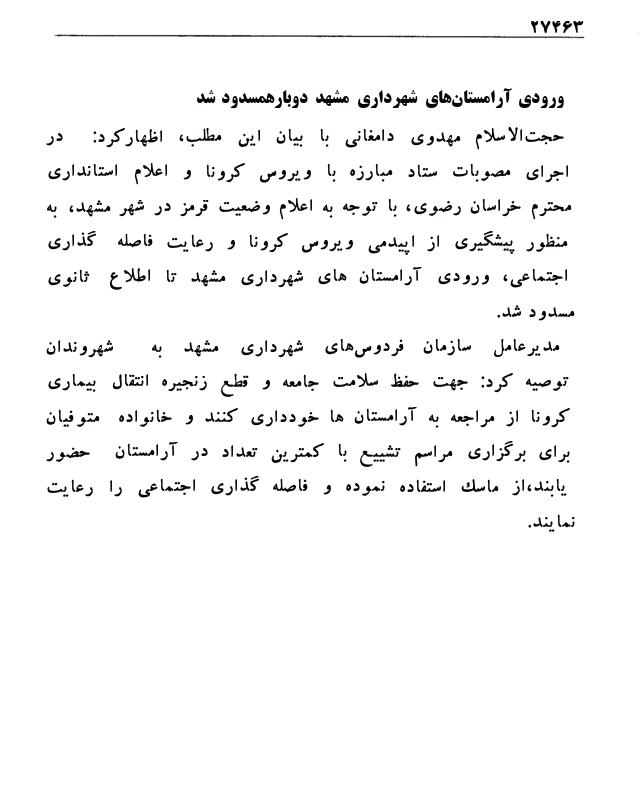 ۲۷۴۶۳
ورودی آرامستان‌های شهرداری مشهد دوبارهمسدود شد
حجت‌الاسلام مهدوی دامغانی با بیان این مطلب، اظهارکرد: در
اجرای مصوبات ستاد مبارزه با ویروس کرونا و اعلام استانداری
محترم خراسان رضوی، با توجه به اعلام وضعیت قرمز در شهر مشهد، به
منظور پیشگیری از اپیدمی ویروس کرونا و رعایت فاصله گذاری
اجتماعی، ورودی آرامستان های شهرداری مشهد تا اطلاع ثانوی
مسدود شد.
مدیرعامل سازمان فردوس‌های شهرداری مشهد به شهروندان
توصیه کرد: جهت حفظ سلامت جامعه و قطع زنجیره انتقال بیماری
کرونا از مراجعه به آرامستان ها خودداری کنند و خانواده متوفیان
برای برگزاری مراسم تشییع با کمترین تعداد در آرامستان حضور
یابند،از ماسك استفاده نموده و فاصله گذاری اجتماعی را رعایت
نمایند.